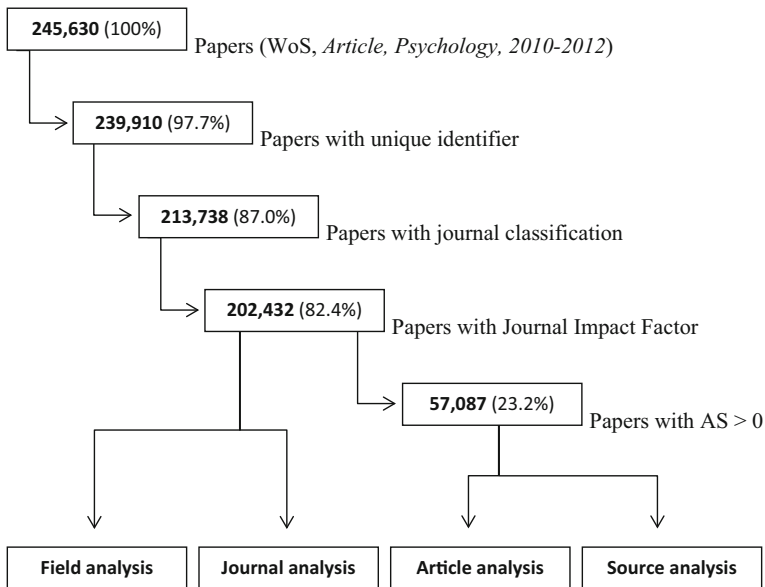 245,630 (100%)
Papers (WoS, Article, Psychology, 2010-2012)
239,910 (97.7%)
Papers with unique identifier
213,738 (87.0%)
Papers with journal classification
202,432 (82.4%)
Papers with Journal Impact Factor
57,087 (23.2%)
Papers with AS > 0
Field analysis
Journal analysis
Article analysis
Source analysis